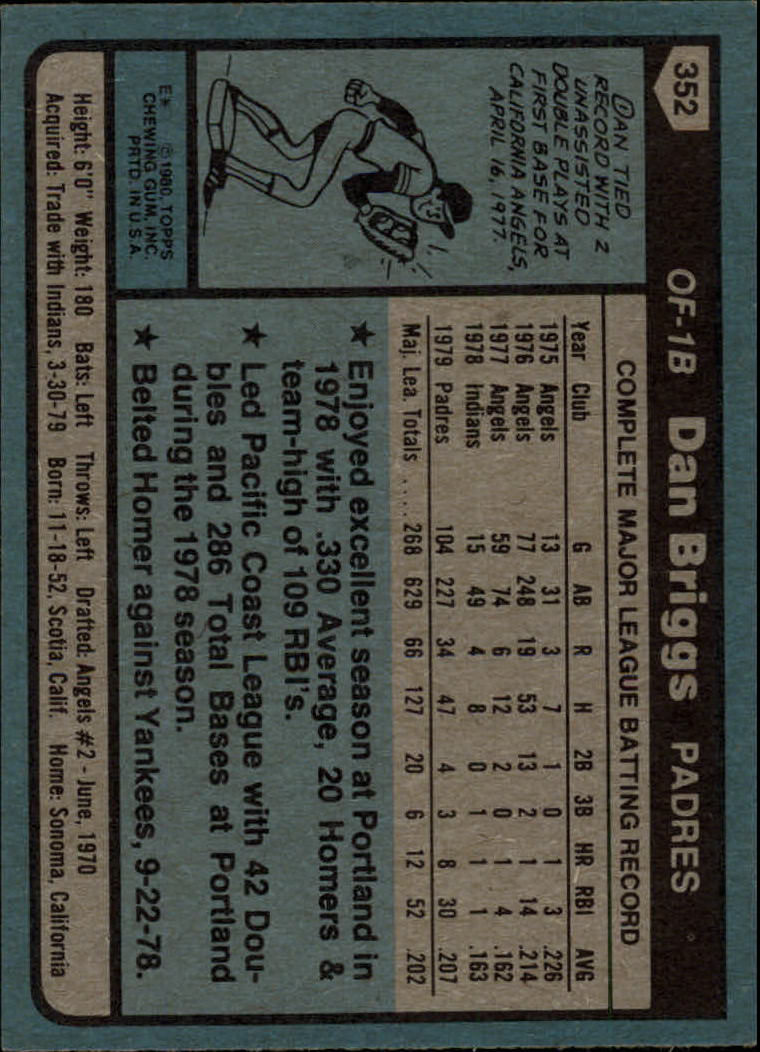 352
OF-1B Dan Briggs PADRES
DAN TIED
RECORD WITH 2
UNASSISTED
DOUBLE PLAYS AT
FIRST BASE FOR
CALIFORNIA ANGELS,
APRIL 16, 1977.
E* © 1980, TOPPS
CHEWING GUM, INC.
PRTD. IN U.S.A.
COMPLETE MAJOR LEAGUE BATTING RECORD
Year Club G AB R H 2B 3B HR RBI AVG
1975 Angels 13 31 3 7 1 0 1 3 .226
1976 Angels 77 248 19 53 13 2 1 14 .214
1977 Angels 59 74 6 12 2 0 1 4 .162
1978 Indians 15 49 4 8 0 1 1 1 .163
1979 Padres 104 227 34 47 4 3 8 30 .207
Maj. Lea. Totals .... 268 629 66 127 20 6 12 52 .202
★ Enjoyed excellent season at Portland in
1978 with .330 Average, 20 Homers &
team-high of 109 RBI's.
★ Led Pacific Coast League with 42 Dou-
bles and 286 Total Bases at Portland
during the 1978 season.
★ Belted Homer against Yankees, 9-22-78.
Height: 6'0" Weight: 180 Bats: Left Throws: Left Drafted: Angels #2 - June, 1970
Acquired: Trade with Indians, 3-30-79 Born: 11-18-52, Scotia, Calif. Home: Sonoma, California